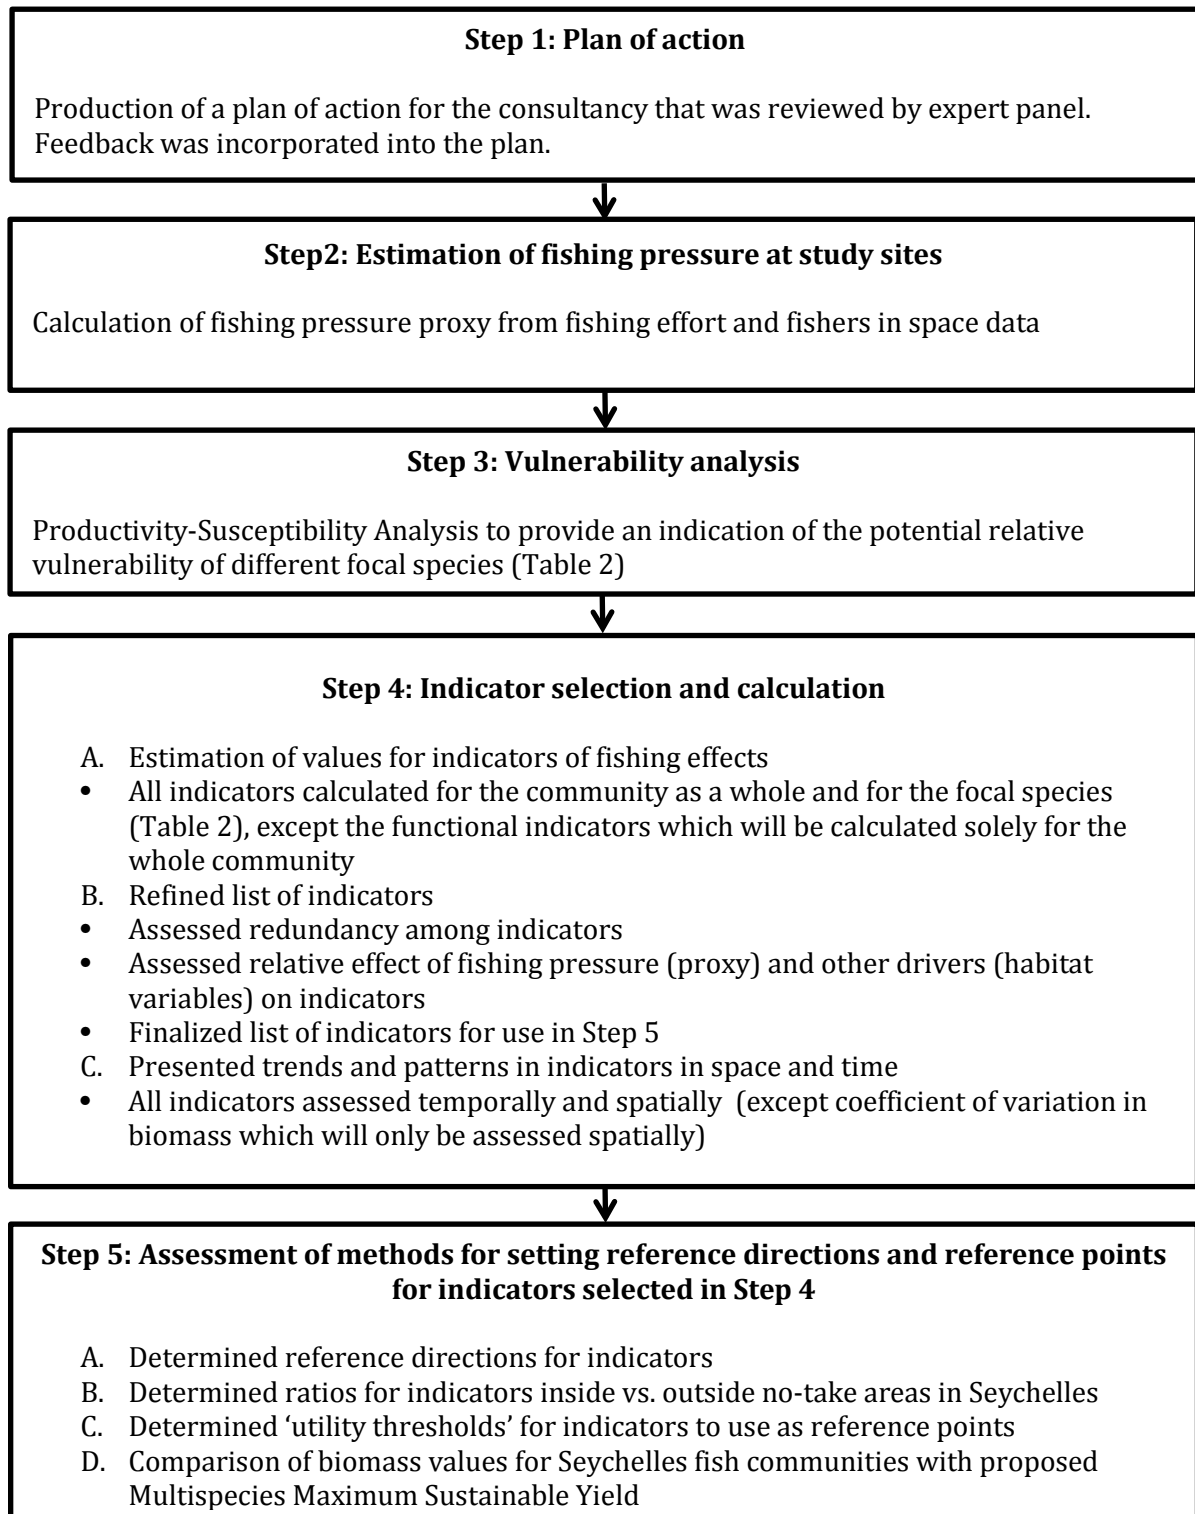 Step 1: Plan of action
Production of a plan of action for the consultancy that was reviewed by expert panel.
Feedback was incorporated into the plan.
Step2: Estimation of fishing pressure at study sites
Calculation of fishing pressure proxy from fishing effort and fishers in space data
Step 3: Vulnerability analysis
Productivity-Susceptibility Analysis to provide an indication of the potential relative
vulnerability of different focal species (Table 2)
Step 4: Indicator selection and calculation
A. Estimation of values for indicators of fishing effects
• All indicators calculated for the community as a whole and for the focal species
(Table 2), except the functional indicators which will be calculated solely for the
whole community
B. Refined list of indicators
• Assessed redundancy among indicators
• Assessed relative effect of fishing pressure (proxy) and other drivers (habitat
variables) on indicators
• Finalized list of indicators for use in Step 5
C. Presented trends and patterns in indicators in space and time
• All indicators assessed temporally and spatially (except coefficient of variation in
biomass which will only be assessed spatially)
Step 5: Assessment of methods for setting reference directions and reference points
for indicators selected in Step 4
A. Determined reference directions for indicators
B. Determined ratios for indicators inside vs. outside no-take areas in Seychelles
C. Determined ‘utility thresholds’ for indicators to use as reference points
D. Comparison of biomass values for Seychelles fish communities with proposed
Multispecies Maximum Sustainable Yield